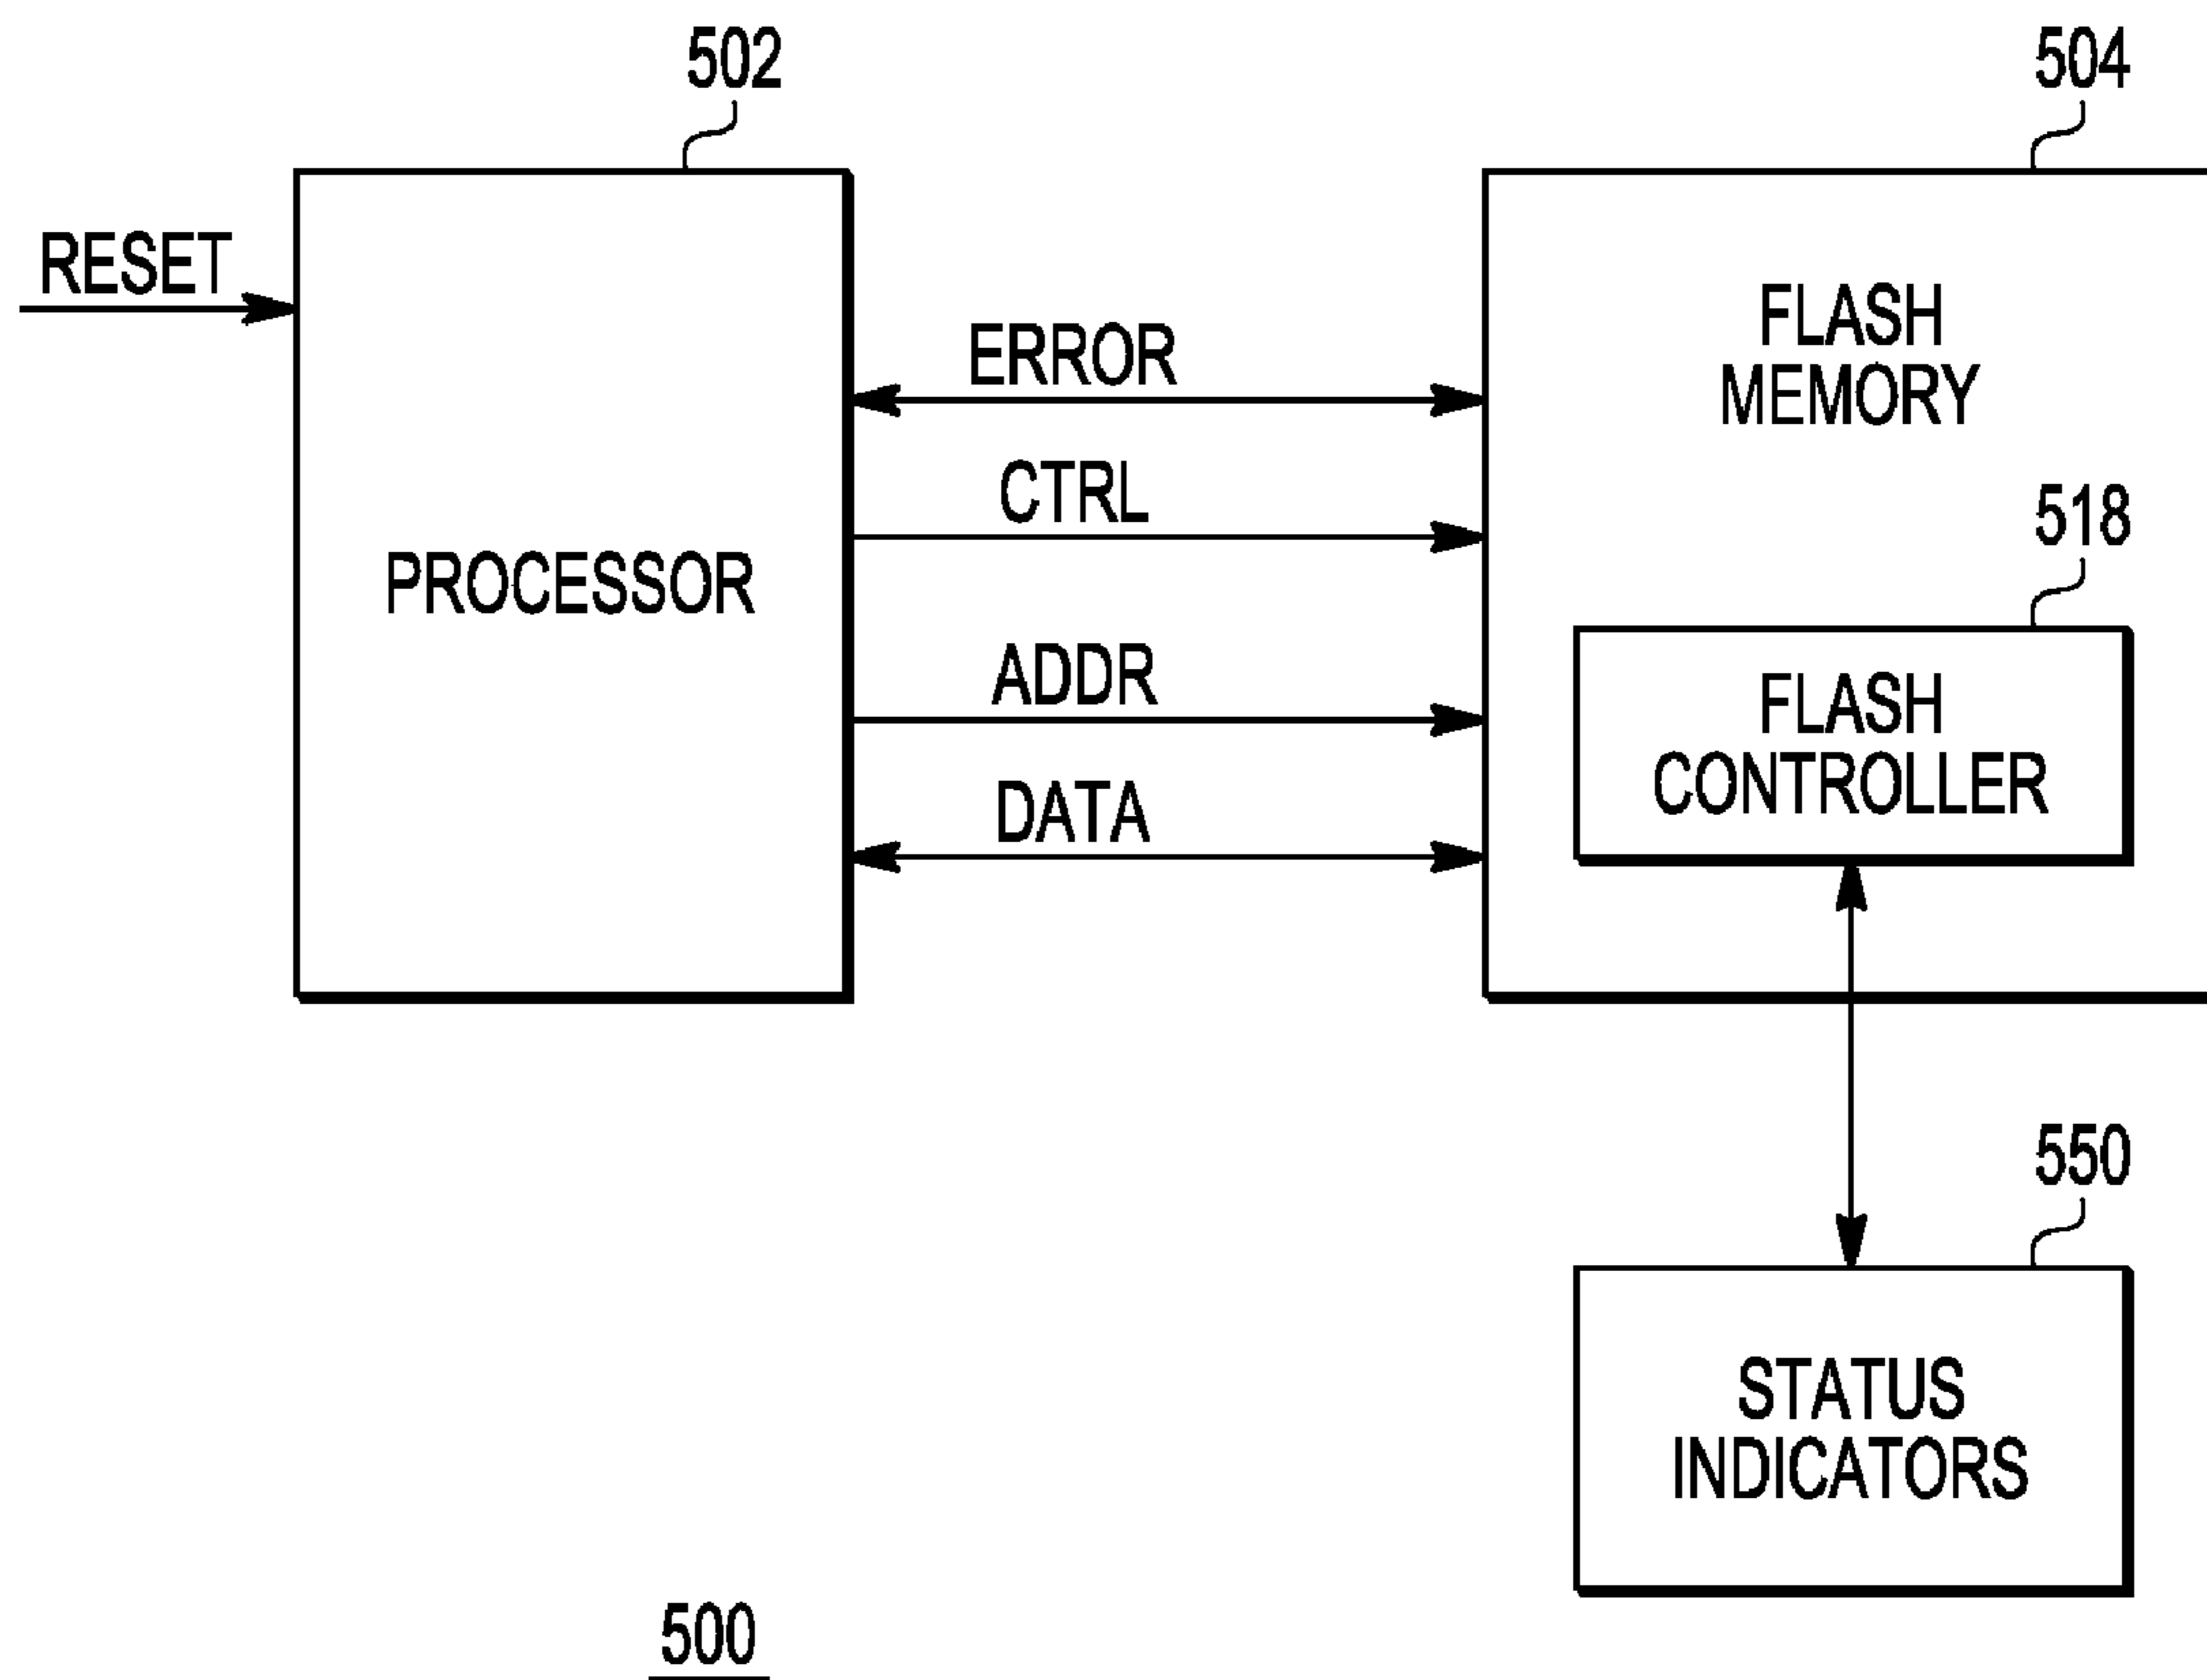 502
504
RESET
ERROR
FLASH
MEMORY
CTRL
518
PROCESSOR
ADDR
FLASH
CONTROLLER
DATA
550
STATUS
INDICATORS
500